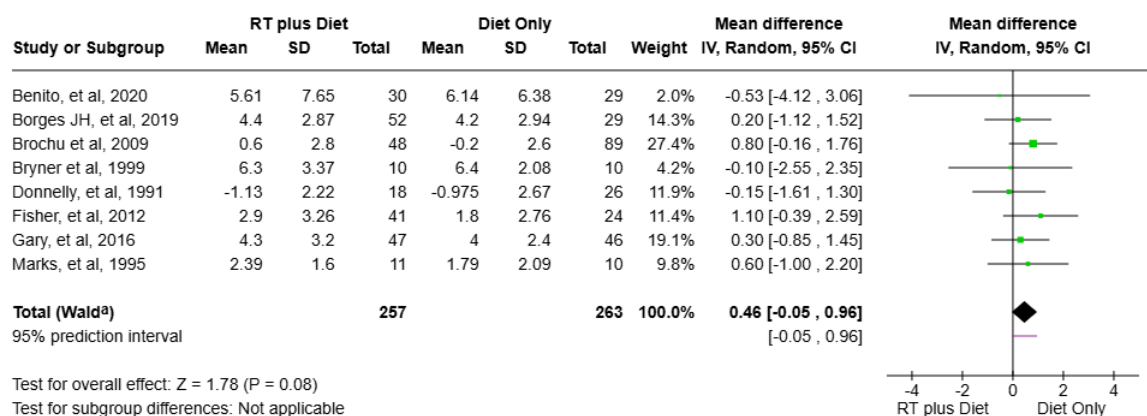 RT plus Diet Diet Only Mean difference Mean difference
Study or Subgroup Mean SD Total Mean SD Total Weight IV, Random, 95% CI IV, Random, 95% CI
Benito, et al, 2020 5.61 7.65 30 6.14 6.38 29 2.0% -0.53 [-4.12 , 3.06]
Borges JH, et al, 2019 4.4 2.87 52 4.2 2.94 29 14.3% 0.20 [-1.12 , 1.52]
Brochu et al, 2009 0.6 2.8 48 -0.2 2.6 89 27.4% 0.80 [-0.16 , 1.76]
Bryner et al, 1999 6.3 3.37 10 6.4 2.08 10 4.2% -0.10 [-2.55 , 2.35]
Donnelly, et al, 1991 -1.13 2.22 18 -0.975 2.67 26 11.9% -0.15 [-1.61 , 1.30]
Fisher, et al, 2012 2.9 3.26 41 1.8 2.76 24 11.4% 1.10 [-0.39 , 2.59]
Gary, et al, 2016 4.3 3.2 47 4 2.4 46 19.1% 0.30 [-0.85 , 1.45]
Marks, et al, 1995 2.39 1.6 11 1.79 2.09 10 9.8% 0.60 [-1.00 , 2.20]
Total (Walda) 257 263 100.0% 0.46 [-0.05 , 0.96]
95% prediction interval [-0.05 , 0.96]
Test for overall effect: Z = 1.78 (P = 0.08)
Test for subgroup differences: Not applicable
-4 -2 0 2 4
RT plus Diet Diet Only